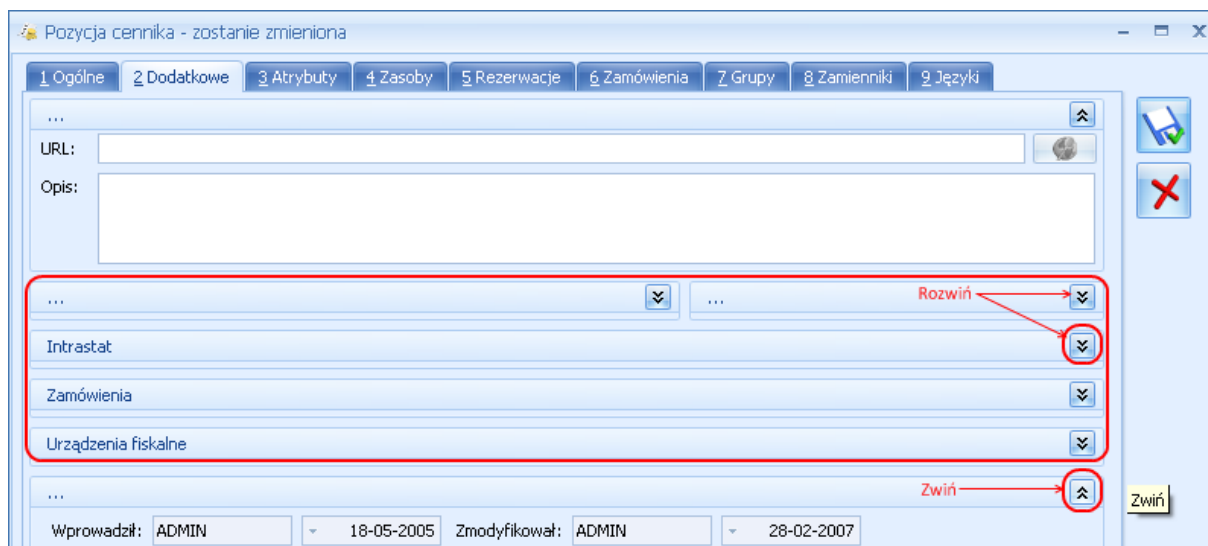 Pozycja cennika - zostanie zmieniona
1 Ogólne 2 Dodatkowe 3 Atrybuty 4 Zasoby 5 Rezerwacje 6 Zamówienia 7 Grupy 8 Zamienniki 9 Języki
...
URL:
Opis:
... ... Rozwiń
Intrastat
Zamówienia
Urządzenia fiskalne
... Zwiń
Zwiń
Wprowadził: ADMIN 18-05-2005 Zmodyfikował: ADMIN 28-02-2007